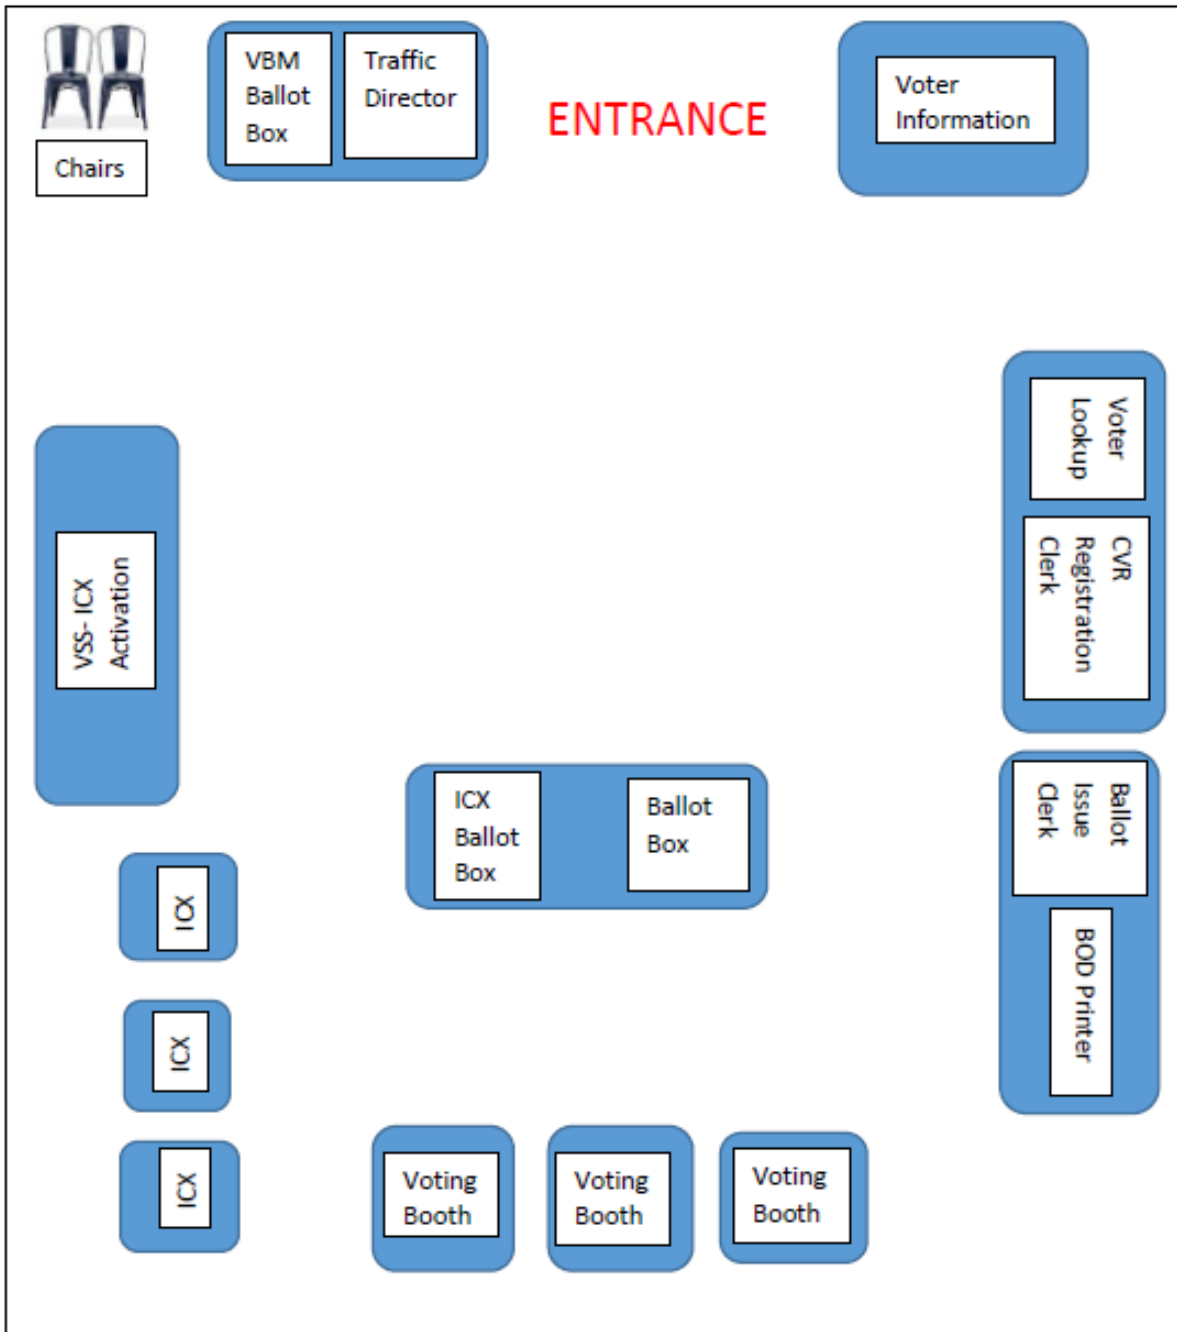 VBM
Ballot
Box
Traffic
Director
ENTRANCE
Voter
Information
Chairs
Voter
Lookup
CVR
Registration
Clerk
VSS- ICX
Activation
ICX
Ballot
Box
Ballot
Box
Ballot
Issue
Clerk
BOD Printer
ICX
ICX
ICX
Voting
Booth
Voting
Booth
Voting
Booth